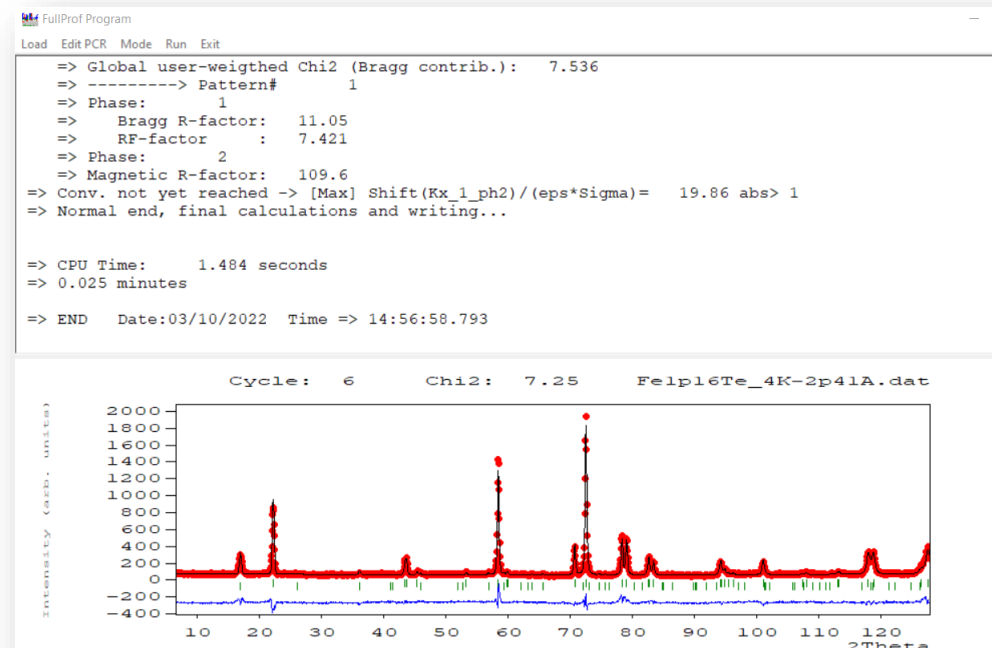 FullProf Program
Load Edit PCR Mode Run Exit
=> Global user-weigthed Chi2 (Bragg contrib.): 7.536
=> ---------> Pattern# 1
=> Phase: 1
=> Bragg R-factor: 11.05
=> RF-factor : 7.421
=> Phase: 2
=> Magnetic R-factor: 109.6
=> Conv. not yet reached -> [Max] Shift(Kx_1_ph2)/(eps*Sigma)= 19.86 abs> 1
=> Normal end, final calculations and writing...
=> CPU Time: 1.484 seconds
=> 0.025 minutes
=> END Date:03/10/2022 Time => 14:56:58.793
Cycle: 6 Chi2: 7.25 Fe1p16Te_4K-2p41A.dat
Intensity (arb. units)
2000
1800
1600
1400
1200
1000
800
600
400
200
0
-200
-400
10 20 30 40 50 60 70 80 90 100 110 120
2Theta